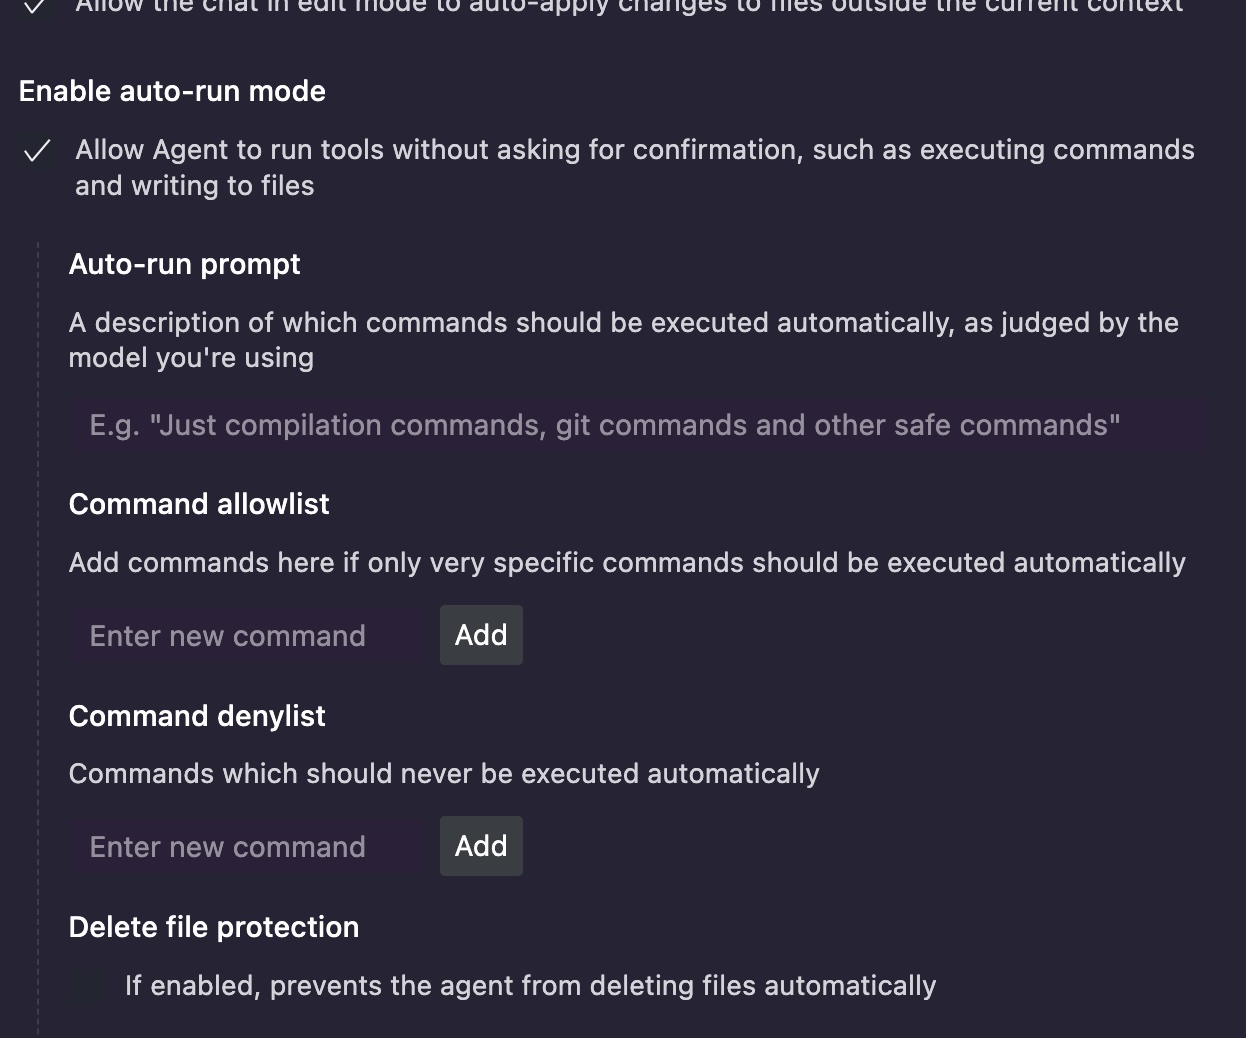 Allow the chat in edit mode to auto-apply changes to files outside the current context
Enable auto-run mode
Allow Agent to run tools without asking for confirmation, such as executing commands
and writing to files
Auto-run prompt
A description of which commands should be executed automatically, as judged by the
model you're using
E.g. "Just compilation commands, git commands and other safe commands"
Command allowlist
Add commands here if only very specific commands should be executed automatically
Enter new command
Add
Command denylist
Commands which should never be executed automatically
Enter new command
Add
Delete file protection
If enabled, prevents the agent from deleting files automatically